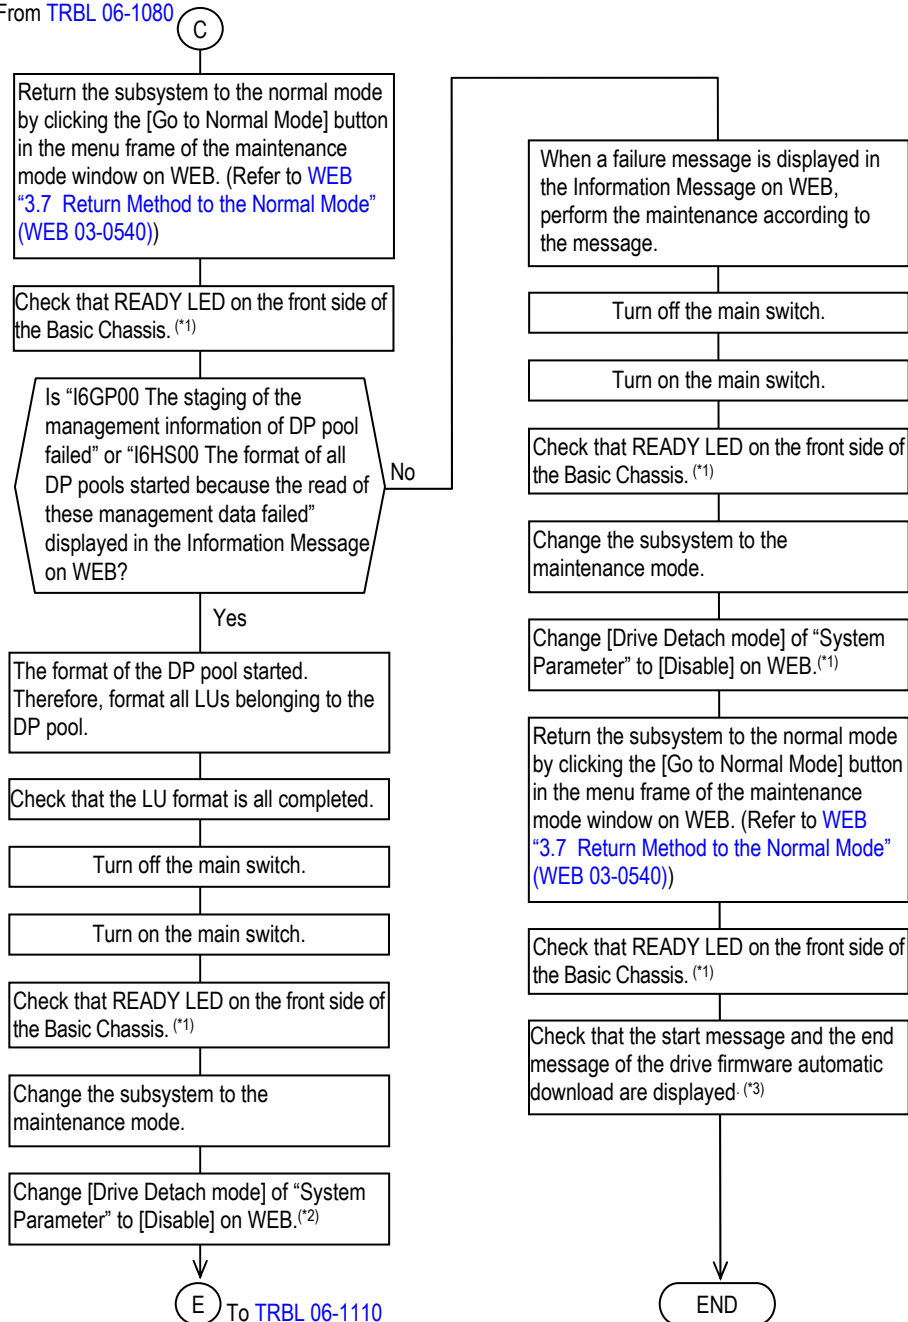 From TRBL 06-1080
C
Return the subsystem to the normal mode
by clicking the [Go to Normal Mode] button
in the menu frame of the maintenance
mode window on WEB. (Refer to WEB
“3.7 Return Method to the Normal Mode”
(WEB 03-0540))
Check that READY LED on the front side of
the Basic Chassis. (*1)
Is “I6GP00 The staging of the
management information of DP pool
failed” or “I6HS00 The format of all
DP pools started because the read of
these management data failed”
displayed in the Information Message
on WEB?
No
Yes
The format of the DP pool started.
Therefore, format all LUs belonging to the
DP pool.
Check that the LU format is all completed.
Turn off the main switch.
Turn on the main switch.
Check that READY LED on the front side of
the Basic Chassis. (*1)
Change the subsystem to the
maintenance mode.
Change [Drive Detach mode] of “System
Parameter” to [Disable] on WEB.(*2)
E
To TRBL 06-1110
When a failure message is displayed in
the Information Message on WEB,
perform the maintenance according to
the message.
Turn off the main switch.
Turn on the main switch.
Check that READY LED on the front side of
the Basic Chassis. (*1)
Change the subsystem to the
maintenance mode.
Change [Drive Detach mode] of “System
Parameter” to [Disable] on WEB.(*1)
Return the subsystem to the normal mode
by clicking the [Go to Normal Mode] button
in the menu frame of the maintenance
mode window on WEB. (Refer to WEB
“3.7 Return Method to the Normal Mode”
(WEB 03-0540))
Check that READY LED on the front side of
the Basic Chassis. (*1)
Check that the start message and the end
message of the drive firmware automatic
download are displayed. (*3)
END